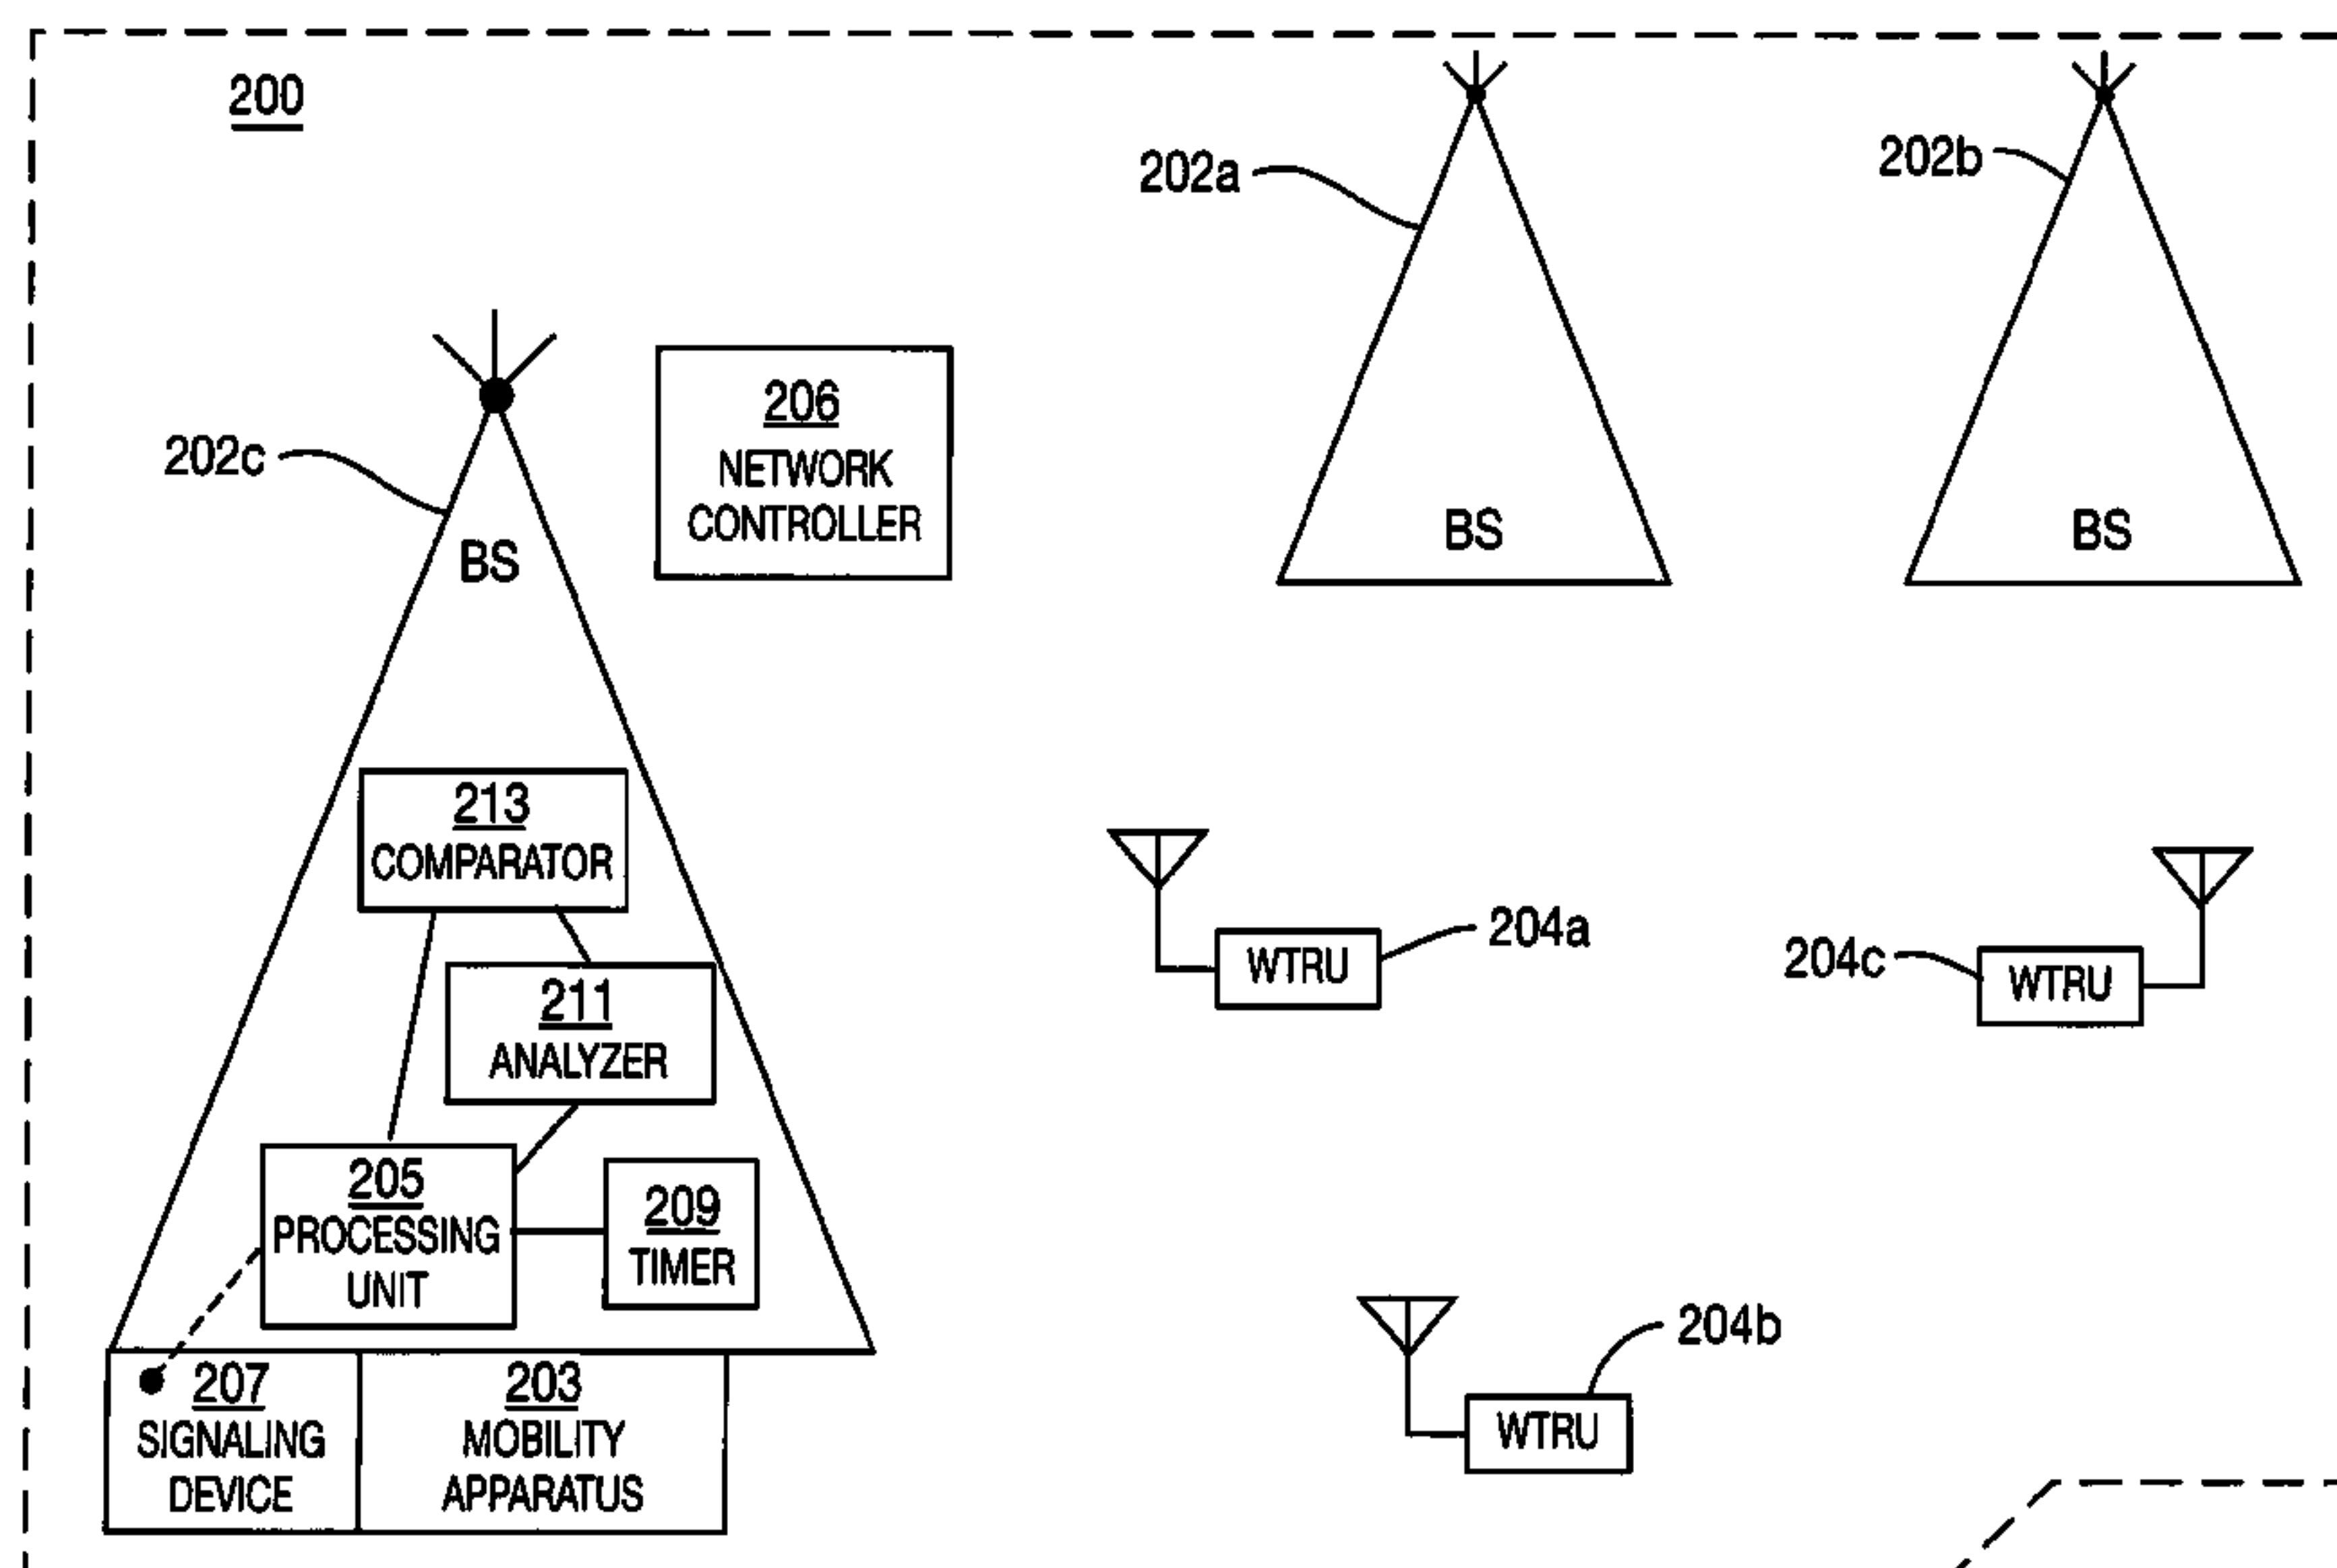 200
202a
202b
202c
BS
206
NETWORK
CONTROLLER
BS
BS
213
COMPARATOR
211
ANALYZER
205
PROCESSING
UNIT
209
TIMER
207
SIGNALING
DEVICE
203
MOBILITY
APPARATUS
WTRU
204a
204c
WTRU
204b
WTRU